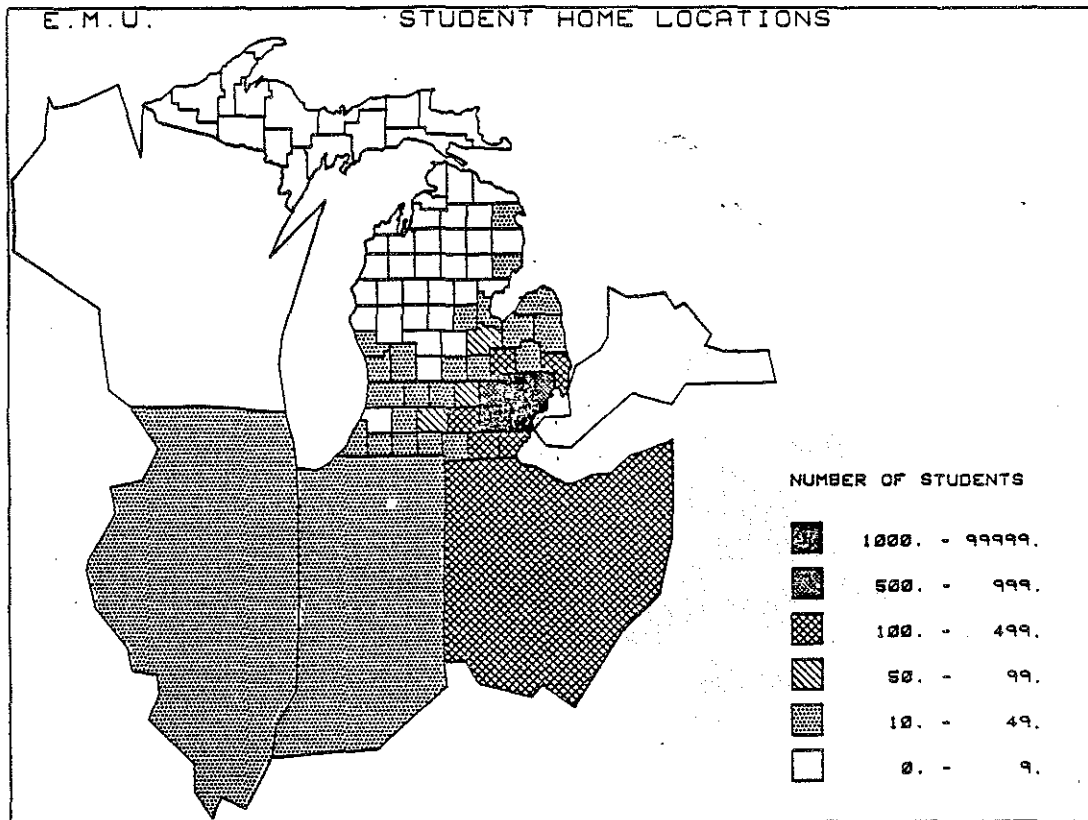 E.M.U. STUDENT HOME LOCATIONS
NUMBER OF STUDENTS
1000. - 99999.
500. - 999.
100. - 499.
50. - 99.
10. - 49.
0. - 9.